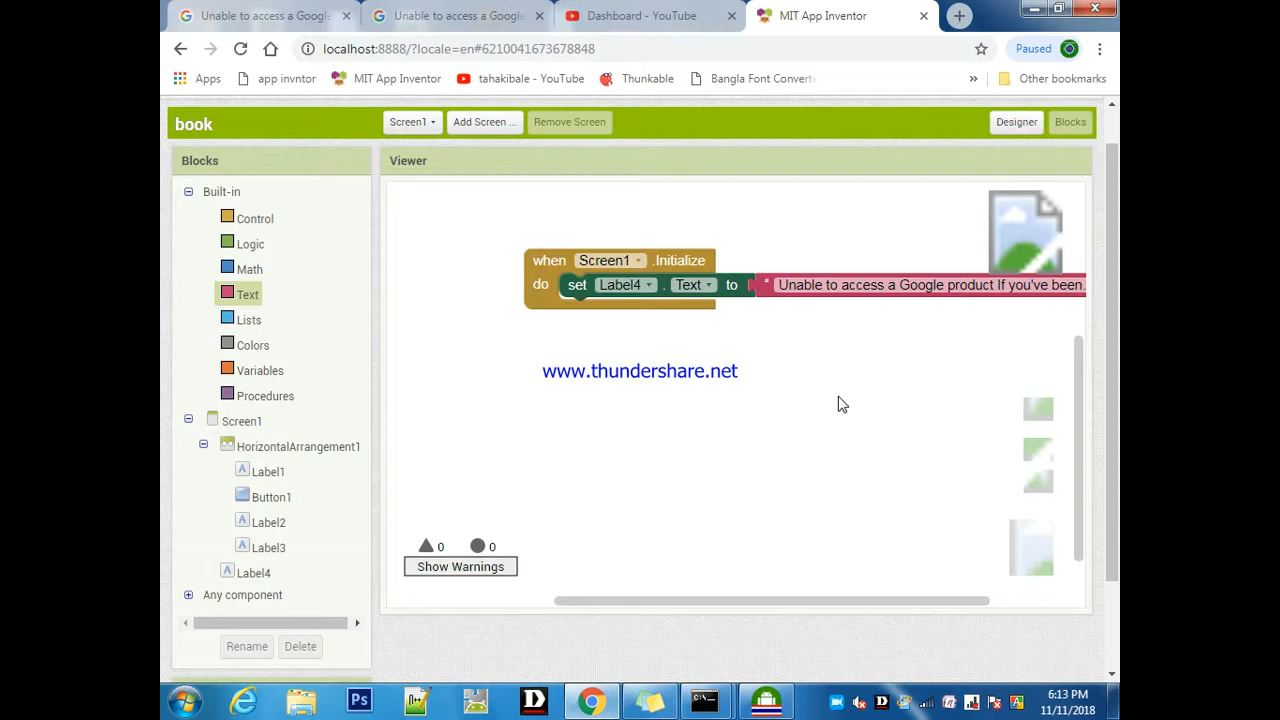 Unable to access a Google
Unable to access a Google
Dashboard - YouTube
MIT App Inventor
localhost:8888/?locale=en#6210041673678848
Paused
Apps
app invntor
MIT App Inventor
tahakibale - YouTube
Thunkable
Bangla Font Converte
»
Other bookmarks
book
Screen1
Add Screen ...
Remove Screen
Designer
Blocks
Blocks
Viewer
Built-in
Control
Logic
Math
Text
Lists
Colors
Variables
Procedures
Screen1
HorizontalArrangement1
Label1
Button1
Label2
Label3
Label4
Any component
Rename
Delete
when Screen1 .Initialize
do set Label4 . Text to " Unable to access a Google product If you've been.
www.thundershare.net
0 0
Show Warnings
6:13 PM
11/11/2018